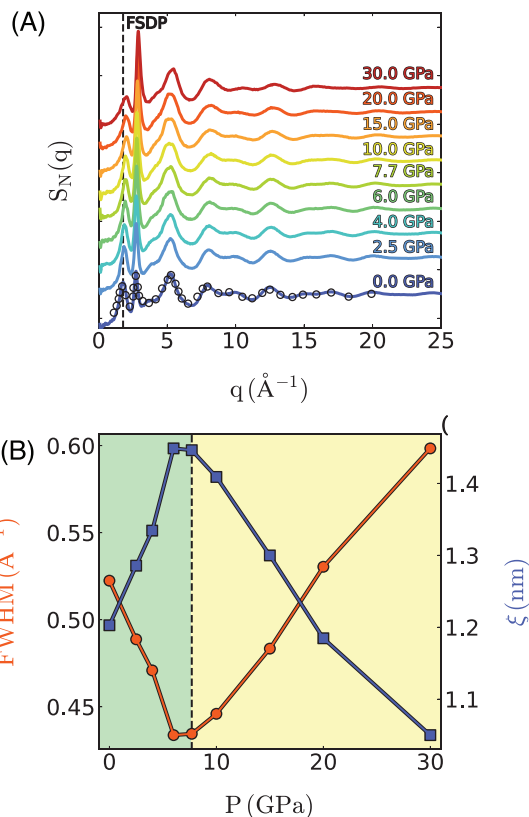 (A)
FSDP
S_N(q)
30.0 GPa
20.0 GPa
15.0 GPa
10.0 GPa
7.7 GPa
6.0 GPa
4.0 GPa
2.5 GPa
0.0 GPa
0 5 10 15 20 25
q (Å⁻¹)
(B)
FWHM (Å⁻¹)
0.60
0.55
0.50
0.45
1.4
1.3
1.2
1.1
ξ (nm)
0 10 20 30
P (GPa)